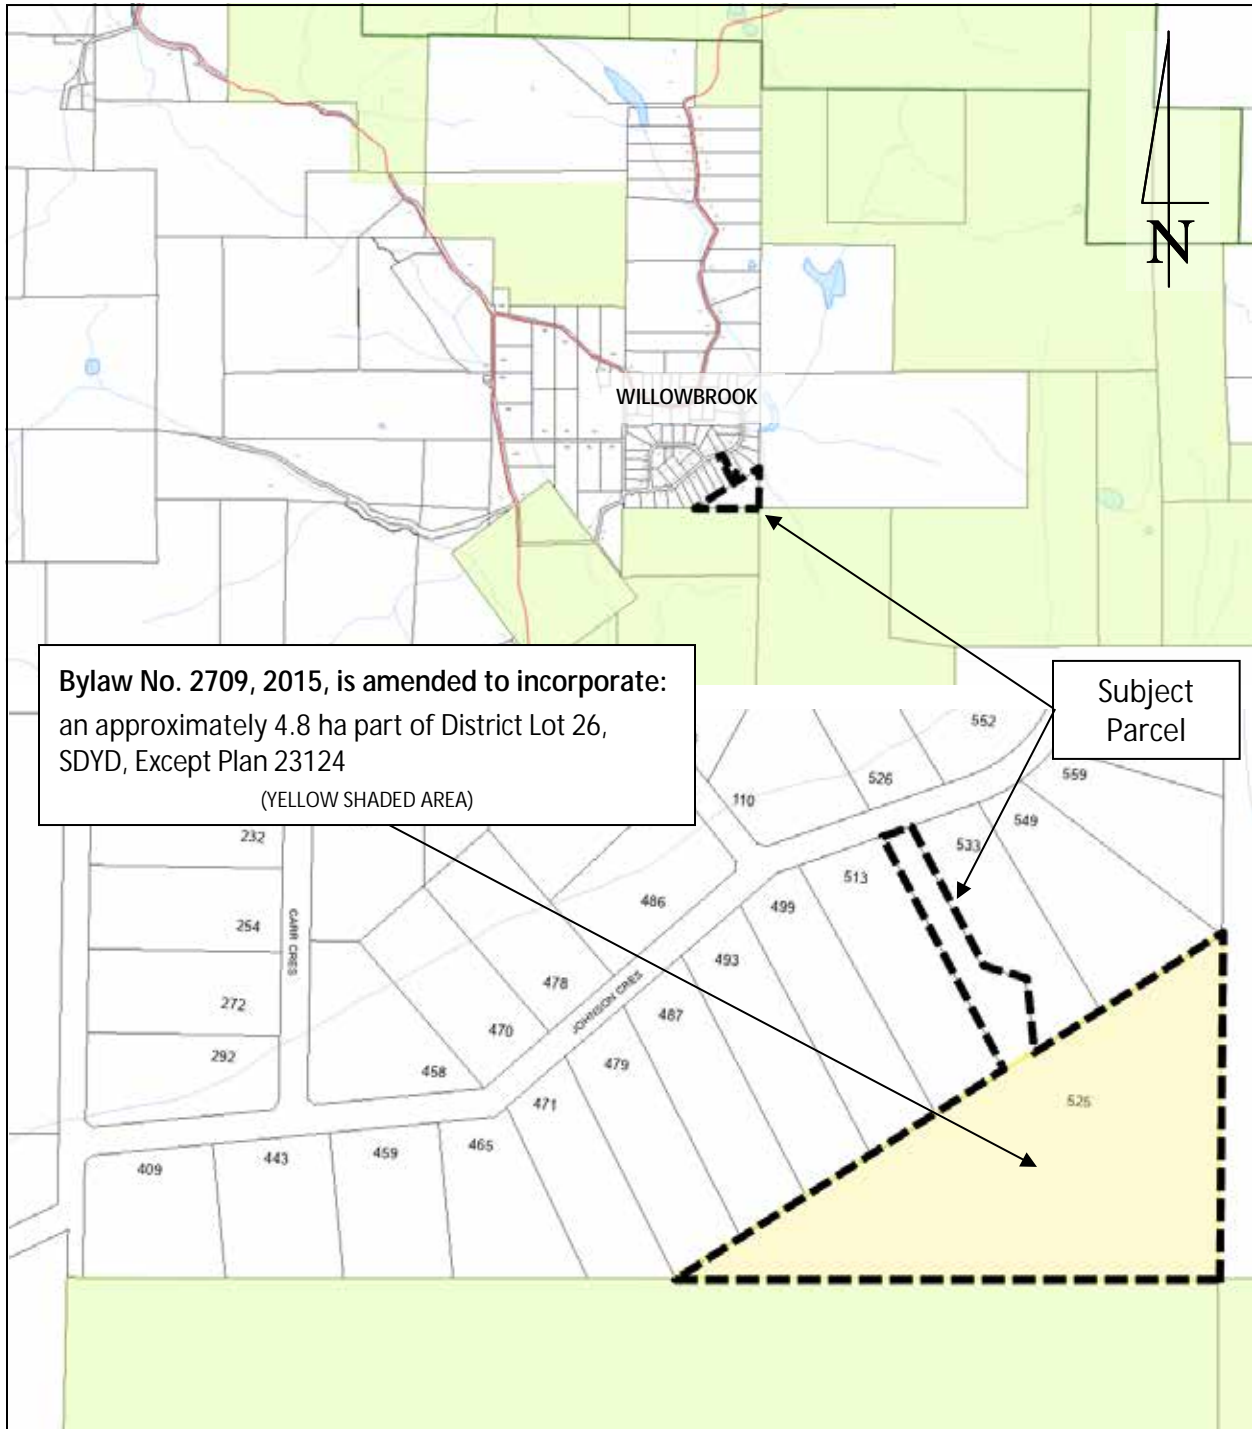 N
WILLOWBROOK
Bylaw No. 2709, 2015, is amended to incorporate:
an approximately 4.8 ha part of District Lot 26,
SDYD, Except Plan 23124
(YELLOW SHADED AREA)
Subject
Parcel
552
526
559
110
549
533
513
232
499
486
254
CARR CRES
493
478
272
JOHNSON CRES
487
470
292
479
458
471
465
459
443
409